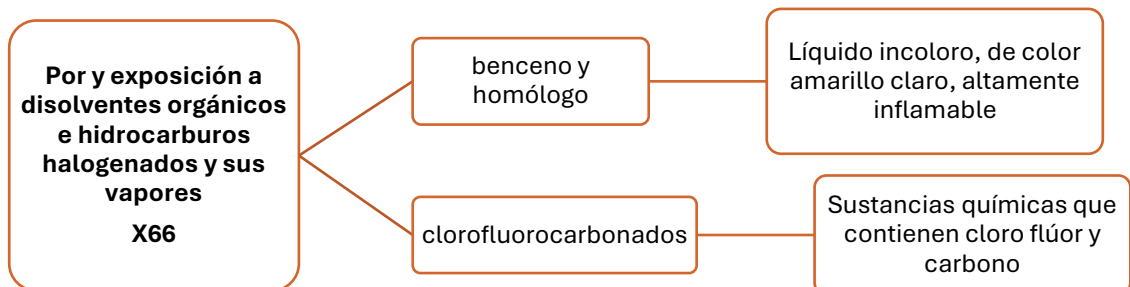 Por y exposición a
disolventes orgánicos
e hidrocarburos
halogenados y sus
vapores
X66
benceno y
homólogo
Líquido incoloro, de color
amarillo claro, altamente
inflamable
clorofluorocarbonados
Sustancias químicas que
contienen cloro flúor y
carbono